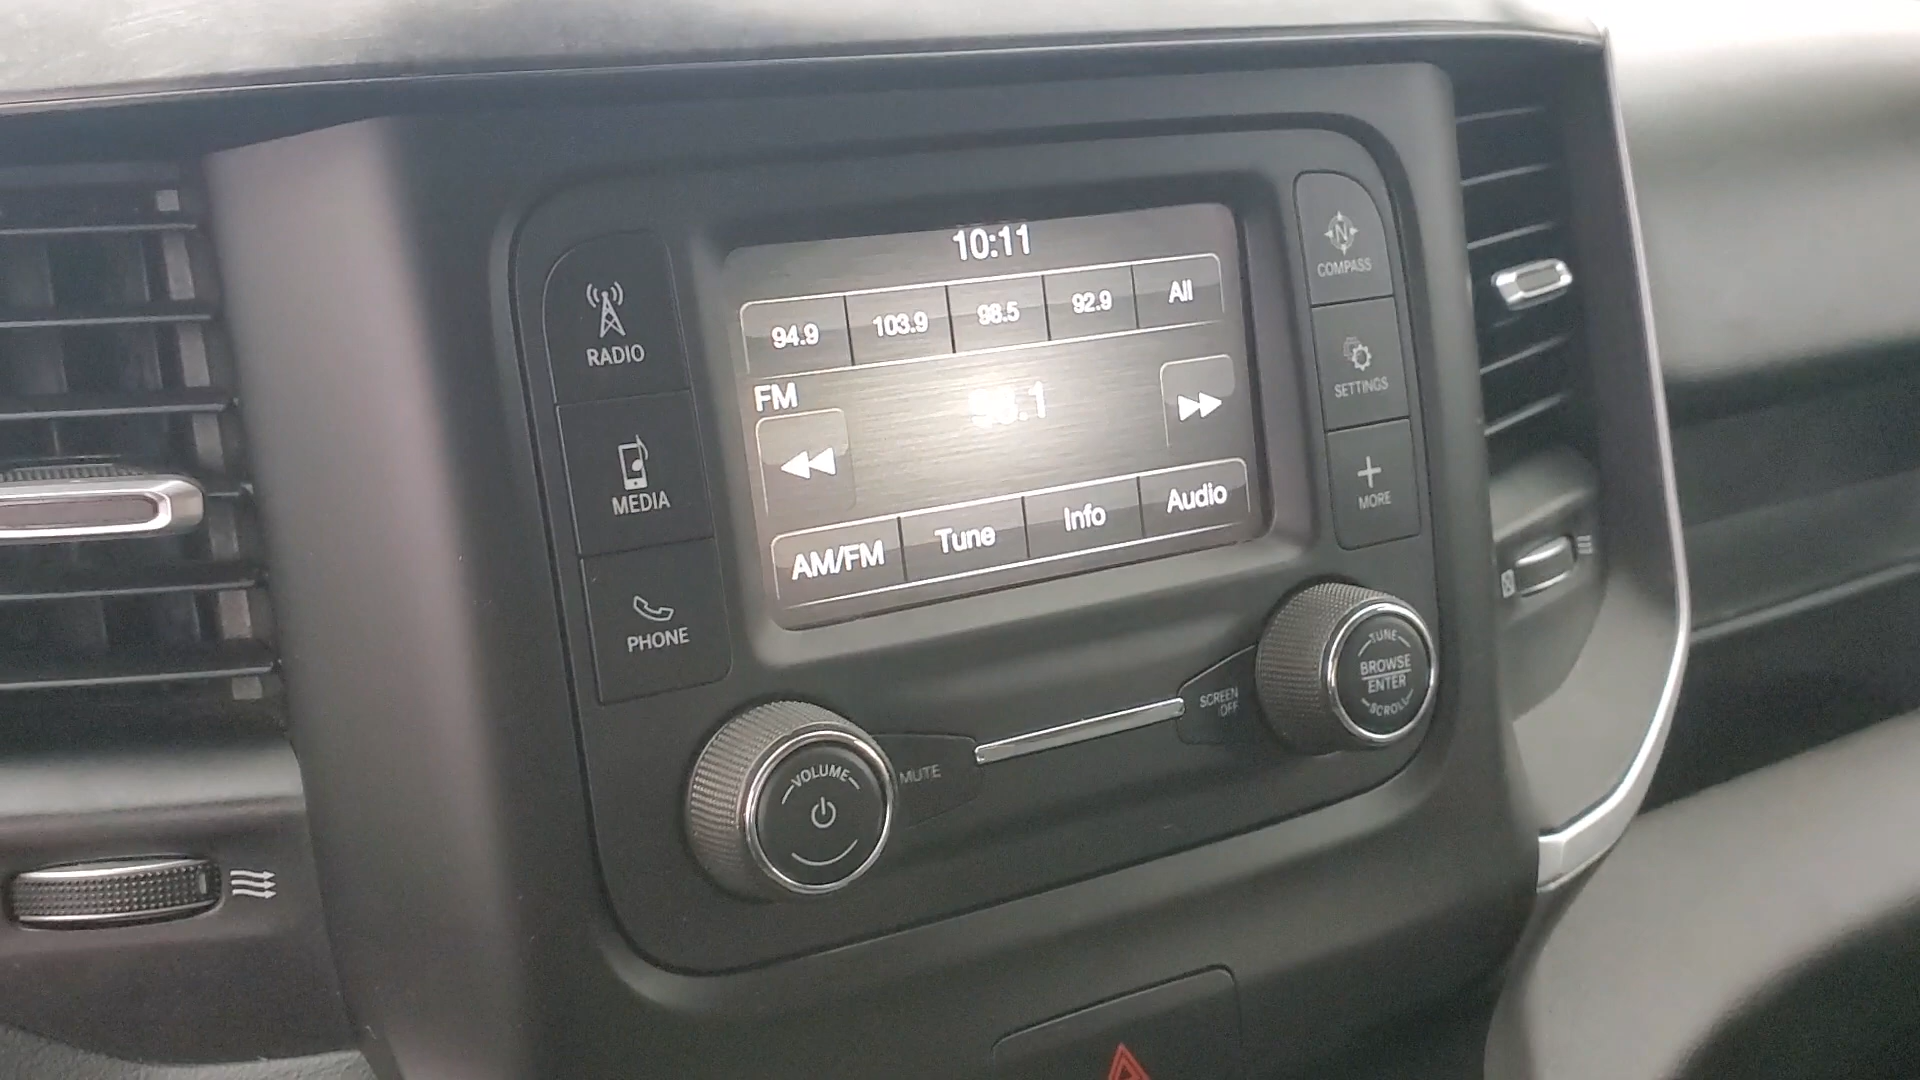 10:11
94.9 103.9 98.5 92.9 All
FM
AM/FM Tune Info Audio
RADIO
MEDIA
PHONE
N
COMPASS
SETTINGS
MORE
VOLUME
MUTE
SCREEN
OFF
TUNE
BROWSE
ENTER
SCROLL